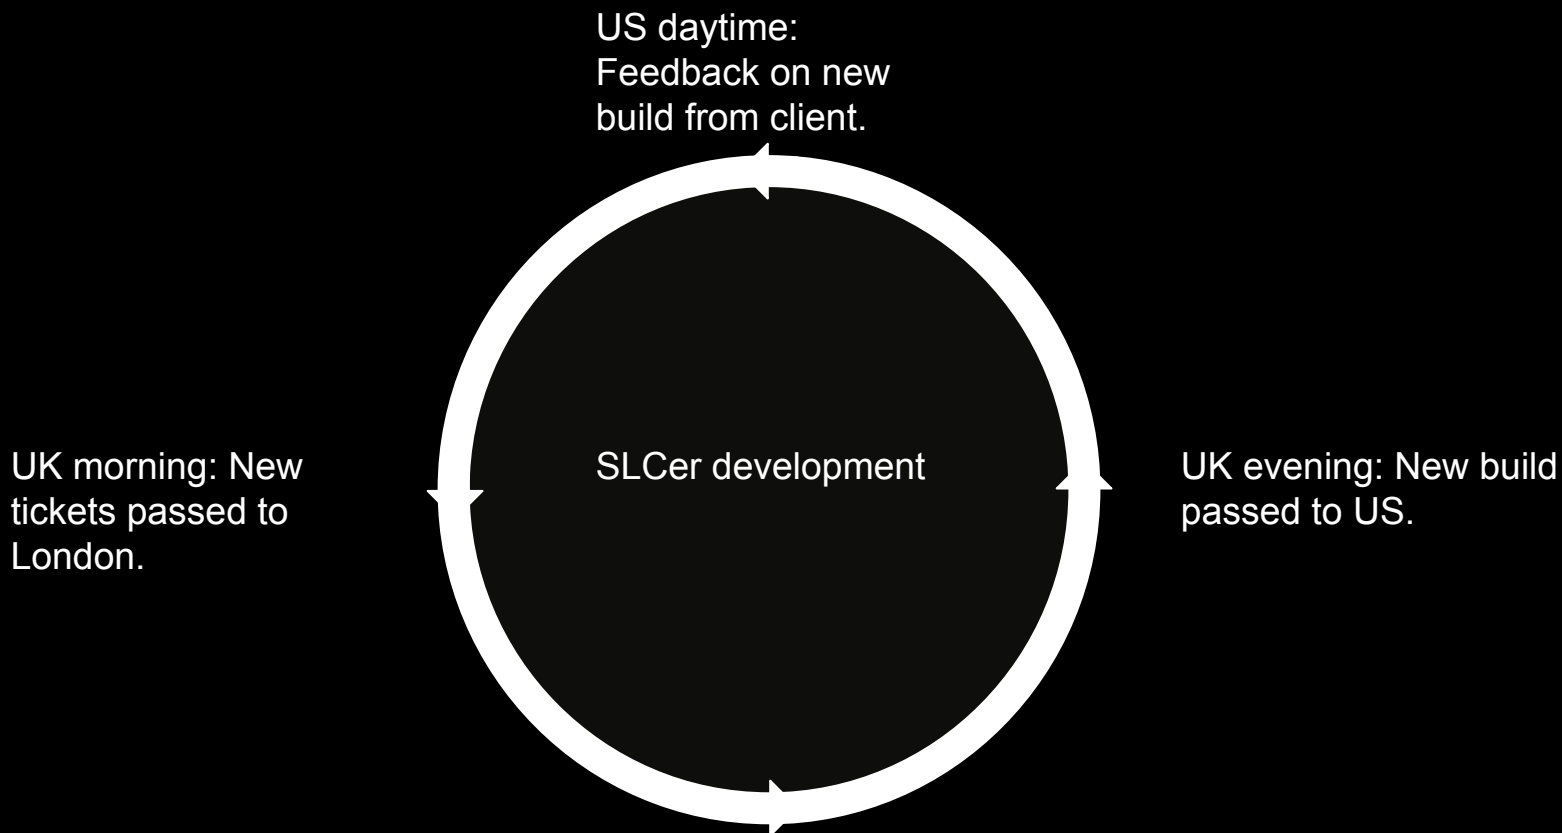 US daytime:
Feedback on new
build from client.
UK morning: New
tickets passed to
London.
SLCer development
UK evening: New build
passed to US.